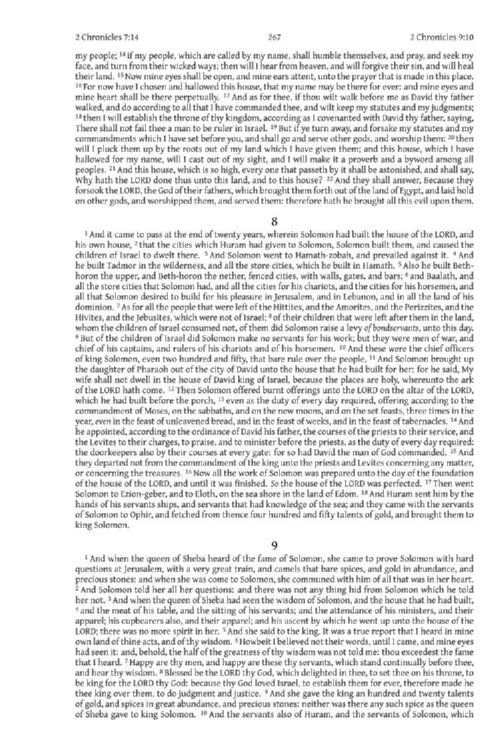 2 Chronicles 7:14 267 2 Chronicles 9:10
my people; 14 if my people, which are called by my name, shall humble themselves, and pray, and seek my
face, and turn from their wicked ways; then will I hear from heaven, and will forgive their sin, and will heal
their land. 15 Now mine eyes shall be open, and mine ears attent, unto the prayer that is made in this place.
16 For now have I chosen and hallowed this house, that my name may be there for ever: and mine eyes and
mine heart shall be there perpetually. 17 And as for thee, if thou wilt walk before me as David thy father
walked, and do according to all that I have commanded thee, and wilt keep my statutes and my judgments;
18 then I will establish the throne of thy kingdom, according as I covenanted with David thy father, saying,
There shall not fail thee a man to be ruler in Israel. 19 But if ye turn away, and forsake my statutes and my
commandments which I have set before you, and shall go and serve other gods, and worship them: 20 then
will I pluck them up by the roots out of my land which I have given them; and this house, which I have
hallowed for my name, will I cast out of my sight, and I will make it a proverb and a byword among all
peoples. 21 And this house, which is so high, every one that passeth by it shall be astonished, and shall say,
Why hath the LORD done thus unto this land, and to this house? 22 And they shall answer, Because they
forsook the LORD, the God of their fathers, which brought them forth out of the land of Egypt, and laid hold
on other gods, and worshipped them, and served them: therefore hath he brought all this evil upon them.
8
1 And it came to pass at the end of twenty years, wherein Solomon had built the house of the LORD, and
his own house, 2 that the cities which Huram had given to Solomon, Solomon built them, and caused the
children of Israel to dwell there. 3 And Solomon went to Hamath-zobah, and prevailed against it. 4 And
he built Tadmor in the wilderness, and all the store cities, which he built in Hamath. 5 Also he built Beth-
horon the upper, and Beth-horon the nether, fenced cities, with walls, gates, and bars; 6 and Baalath, and
all the store cities that Solomon had, and all the cities for his chariots, and the cities for his horsemen, and
all that Solomon desired to build for his pleasure in Jerusalem, and in Lebanon, and in all the land of his
dominion. 7 As for all the people that were left of the Hittites, and the Amorites, and the Perizzites, and the
Hivites, and the Jebusites, which were not of Israel; 8 of their children that were left after them in the land,
whom the children of Israel consumed not, of them did Solomon raise a levy of bondservants, unto this day.
9 But of the children of Israel did Solomon make no servants for his work; but they were men of war, and
chief of his captains, and rulers of his chariots and of his horsemen. 10 And these were the chief officers
of king Solomon, even two hundred and fifty, that bare rule over the people. 11 And Solomon brought up
the daughter of Pharaoh out of the city of David unto the house that he had built for her: for he said, My
wife shall not dwell in the house of David king of Israel, because the places are holy, whereunto the ark
of the LORD hath come. 12 Then Solomon offered burnt offerings unto the LORD on the altar of the LORD,
which he had built before the porch, 13 even as the duty of every day required, offering according to the
commandment of Moses, on the sabbaths, and on the new moons, and on the set feasts, three times in the
year, even in the feast of unleavened bread, and in the feast of weeks, and in the feast of tabernacles. 14 And
he appointed, according to the ordinance of David his father, the courses of the priests to their service, and
the Levites to their charges, to praise, and to minister before the priests, as the duty of every day required:
the doorkeepers also by their courses at every gate: for so had David the man of God commanded. 15 And
they departed not from the commandment of the king unto the priests and Levites concerning any matter,
or concerning the treasures. 16 Now all the work of Solomon was prepared unto the day of the foundation
of the house of the LORD, and until it was finished. So the house of the LORD was perfected. 17 Then went
Solomon to Ezion-geber, and to Eloth, on the sea shore in the land of Edom. 18 And Huram sent him by the
hands of his servants ships, and servants that had knowledge of the sea; and they came with the servants
of Solomon to Ophir, and fetched from thence four hundred and fifty talents of gold, and brought them to
king Solomon.
9
1 And when the queen of Sheba heard of the fame of Solomon, she came to prove Solomon with hard
questions at Jerusalem, with a very great train, and camels that bare spices, and gold in abundance, and
precious stones: and when she was come to Solomon, she communed with him of all that was in her heart.
2 And Solomon told her all her questions: and there was not any thing hid from Solomon which he told
her not. 3 And when the queen of Sheba had seen the wisdom of Solomon, and the house that he had built,
4 and the meat of his table, and the sitting of his servants; and the attendance of his ministers, and their
apparel; his cupbearers also, and their apparel; and his ascent by which he went up unto the house of the
LORD; there was no more spirit in her. 5 And she said to the king, It was a true report that I heard in mine
own land of thine acts, and of thy wisdom. 6 Howbeit I believed not their words, until I came, and mine eyes
had seen it: and, behold, the half of the greatness of thy wisdom was not told me: thou exceedest the fame
that I heard. 7 Happy are thy men, and happy are these thy servants, which stand continually before thee,
and hear thy wisdom. 8 Blessed be the LORD thy God, which delighted in thee, to set thee on his throne, to
be king for the LORD thy God: because thy God loved Israel, to establish them for ever, therefore made he
thee king over them, to do judgment and justice. 9 And she gave the king an hundred and twenty talents
of gold, and spices in great abundance, and precious stones: neither was there any such spice as the queen
of Sheba gave to king Solomon. 10 And the servants also of Huram, and the servants of Solomon, which